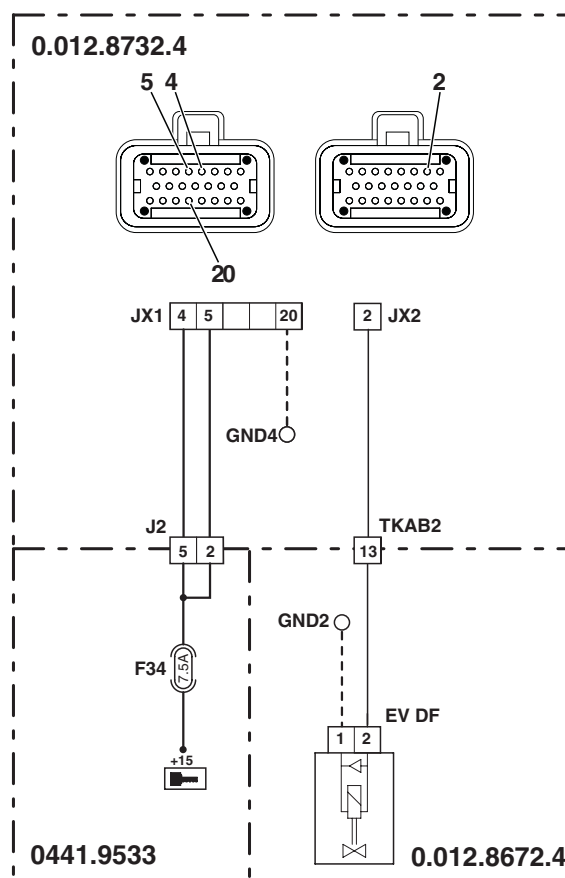 0.012.8732.4
5 4
2
20
JX1 4 5 20
2 JX2
GND4
J2
TKAB2
5 2
13
GND2
F34 7.5A
EV DF
+15
1 2
0441.9533
0.012.8672.4